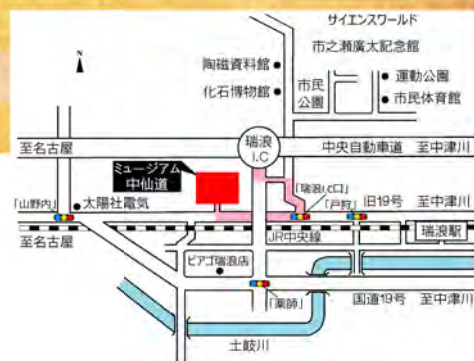 サイエンスワールド
市之瀬廣太記念館
N
陶磁資料館
化石博物館
市民
公園
運動公園
市民体育館
瑞浪
I.C
至名古屋
中央自動車道 至中津川
ミュージアム
中仙道
「瑞浪I.C口」
「戸狩」
旧19号
至中津川
「山野内」
太陽社電気
至名古屋
JR中央線
瑞浪駅
ピアゴ瑞浪店
「薬師」
国道19号
至中津川
土岐川